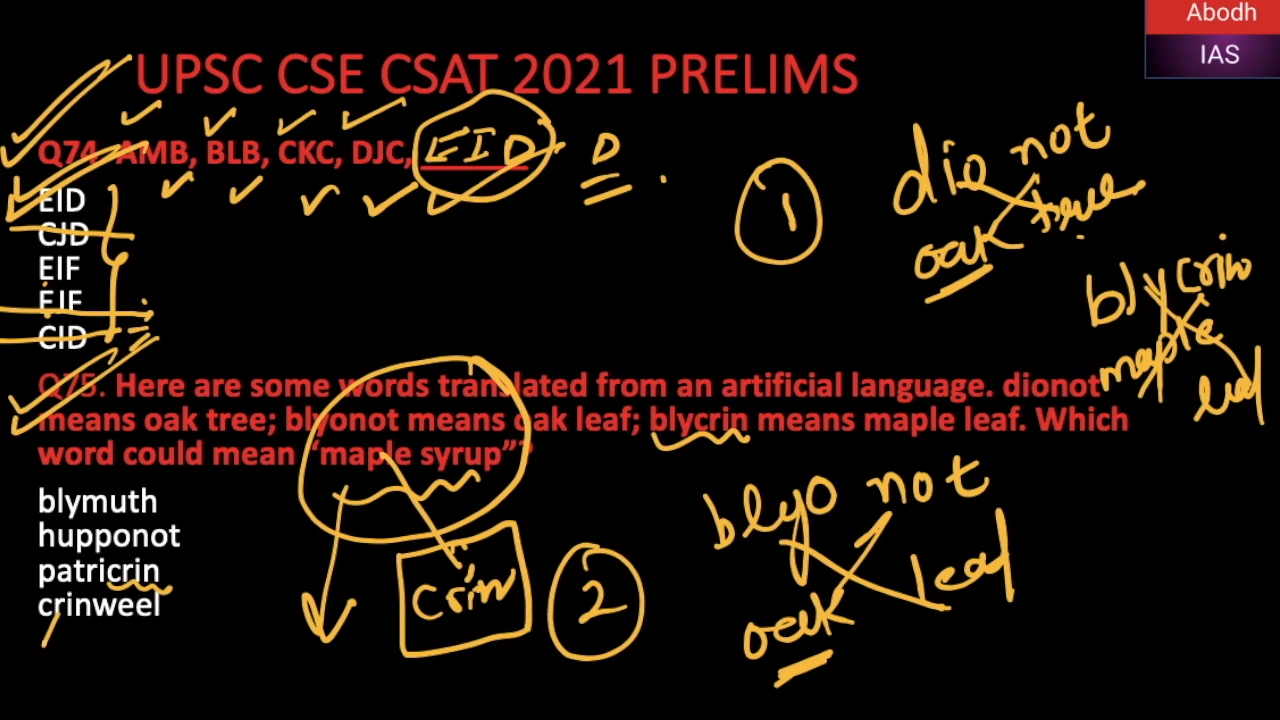 Abodh
IAS
UPSC CSE CSAT 2021 PRELIMS
Q74. AMB, BLB, CKC, DJC, EID D
EID
CJD
EIF
EJF
CID
1
dio not
oak tree
blycrin
maple
leaf
Q75. Here are some words translated from an artificial language. dionot
means oak tree; blyonot means oak leaf; blycrin means maple leaf. Which
word could mean “maple syrup”?
blymuth
hupponot
patricrin
crinweel
Crin
2
blyo not
oak leaf